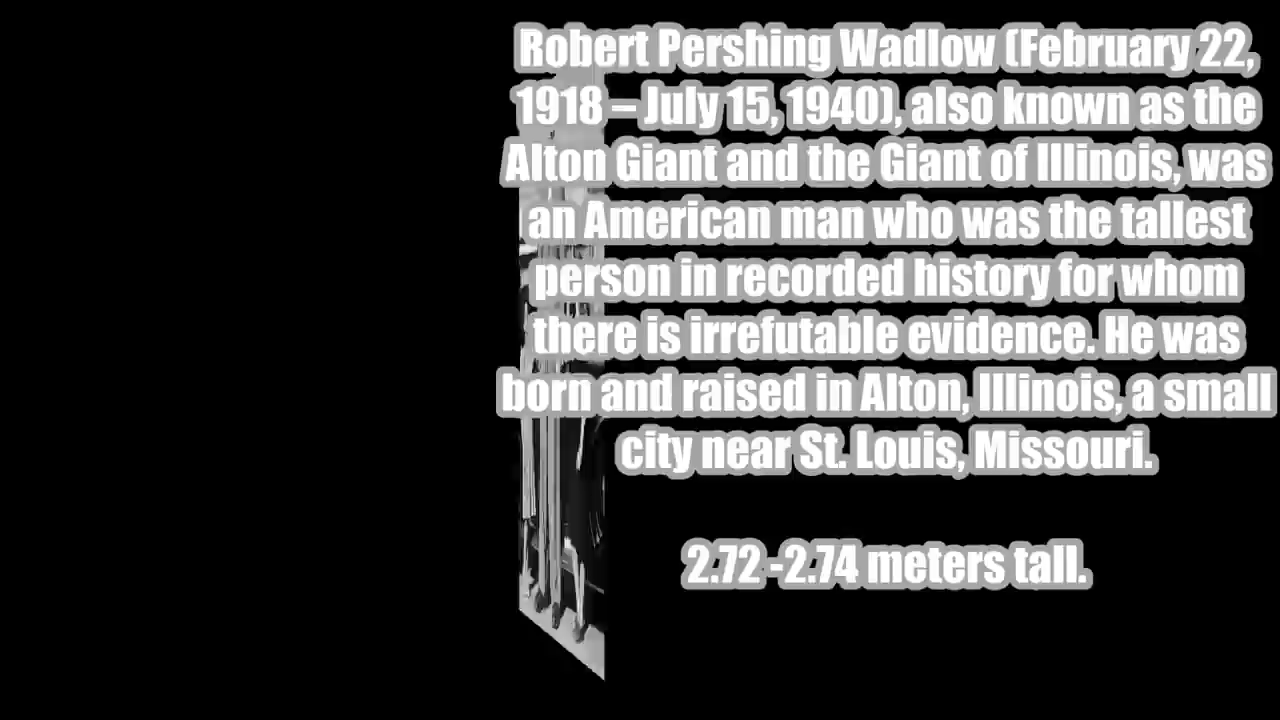 Robert Pershing Wadlow (February 22,
1918 – July 15, 1940), also known as the
Alton Giant and the Giant of Illinois, was
an American man who was the tallest
person in recorded history for whom
there is irrefutable evidence. He was
born and raised in Alton, Illinois, a small
city near St. Louis, Missouri.
2.72 -2.74 meters tall.